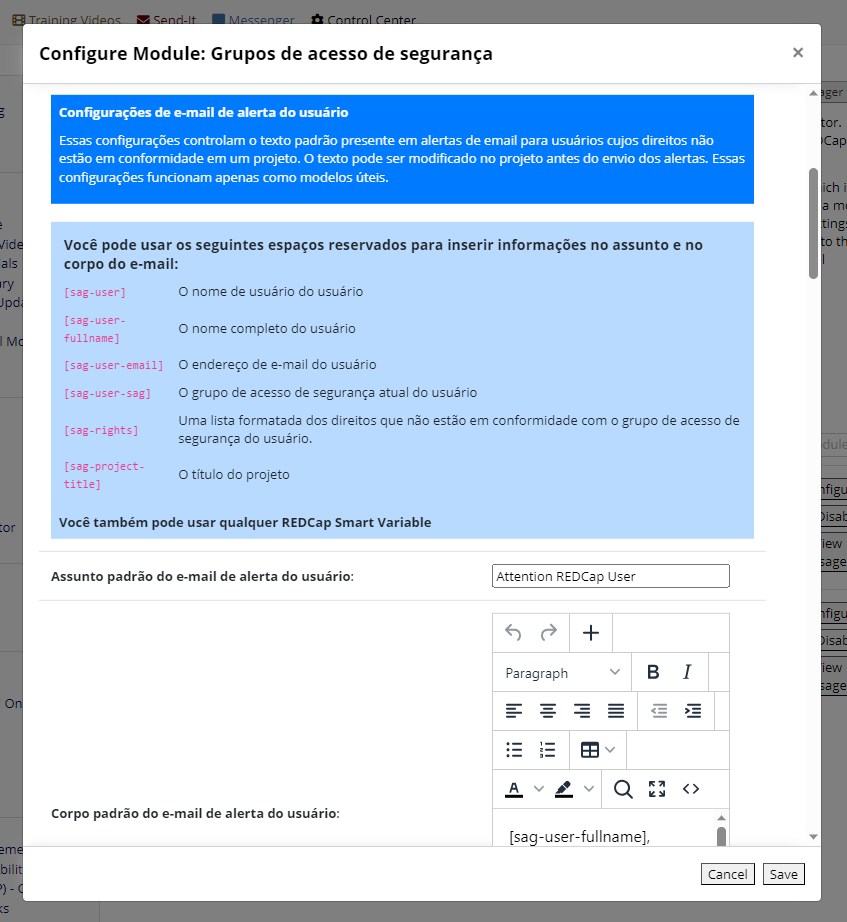 Training Videos Send-It Messenger Control Center
Configure Module: Grupos de acesso de segurança
×
Configurações de e-mail de alerta do usuário
Essas configurações controlam o texto padrão presente em alertas de email para usuários cujos direitos não
estão em conformidade em um projeto. O texto pode ser modificado no projeto antes do envio dos alertas. Essas
configurações funcionam apenas como modelos úteis.
Você pode usar os seguintes espaços reservados para inserir informações no assunto e no
corpo do e-mail:
[sag-user] O nome de usuário do usuário
[sag-user-
fullname] O nome completo do usuário
[sag-user-email] O endereço de e-mail do usuário
[sag-user-sag] O grupo de acesso de segurança atual do usuário
[sag-rights] Uma lista formatada dos direitos que não estão em conformidade com o grupo de acesso de
segurança do usuário.
[sag-project-
title] O título do projeto
Você também pode usar qualquer REDCap Smart Variable
Assunto padrão do e-mail de alerta do usuário: Attention REDCap User
Paragraph B I
A
Corpo padrão do e-mail de alerta do usuário:
[sag-user-fullname],
Cancel Save